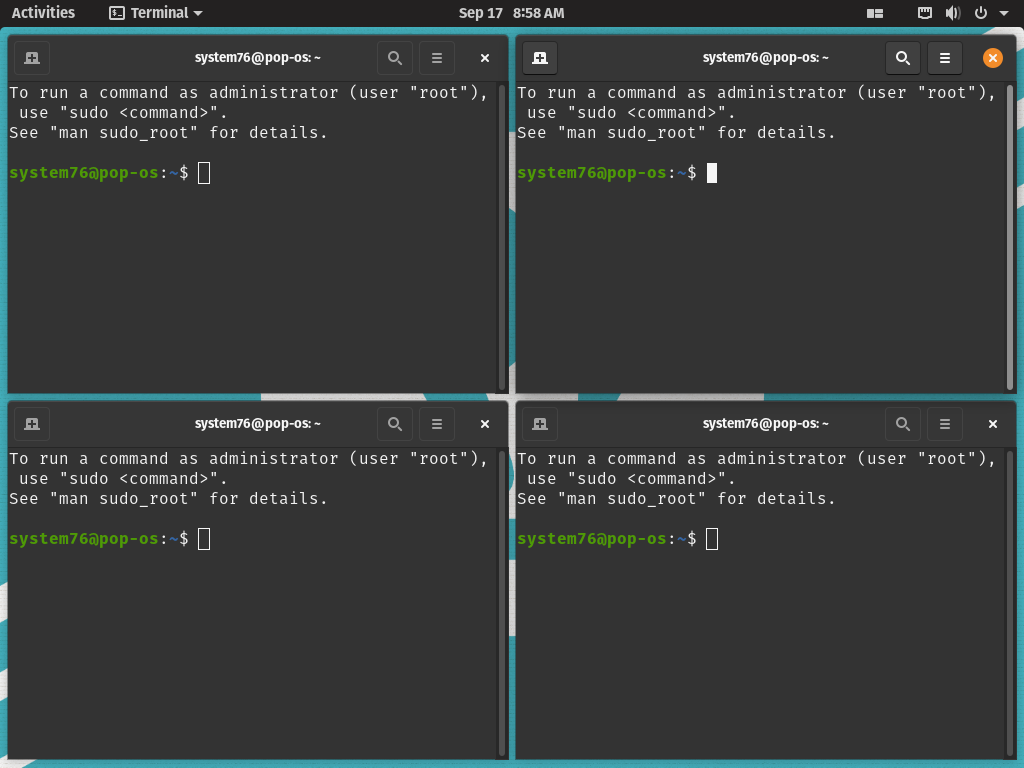 Activities Terminal Sep 17 8:58 AM
system76@pop-os: ~
To run a command as administrator (user "root"),
 use "sudo <command>".
See "man sudo_root" for details.
system76@pop-os:~$
system76@pop-os: ~
To run a command as administrator (user "root"),
 use "sudo <command>".
See "man sudo_root" for details.
system76@pop-os:~$
system76@pop-os: ~
To run a command as administrator (user "root"),
 use "sudo <command>".
See "man sudo_root" for details.
system76@pop-os:~$
system76@pop-os: ~
To run a command as administrator (user "root"),
 use "sudo <command>".
See "man sudo_root" for details.
system76@pop-os:~$